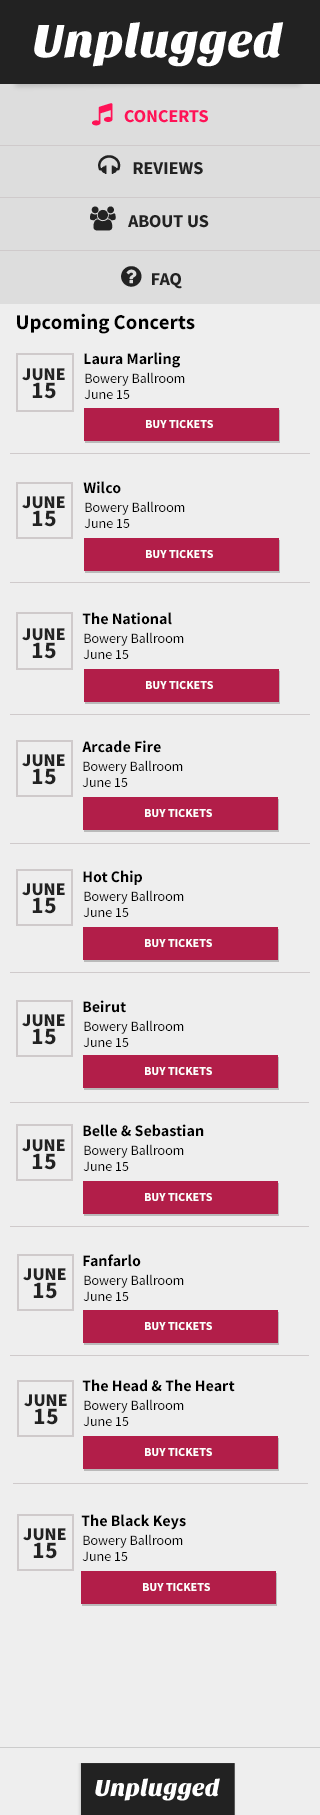 Unplugged
CONCERTS
REVIEWS
ABOUT US
FAQ
Upcoming Concerts
JUNE
15
Laura Marling
Bowery Ballroom
June 15
BUY TICKETS
JUNE
15
Wilco
Bowery Ballroom
June 15
BUY TICKETS
JUNE
15
The National
Bowery Ballroom
June 15
BUY TICKETS
JUNE
15
Arcade Fire
Bowery Ballroom
June 15
BUY TICKETS
JUNE
15
Hot Chip
Bowery Ballroom
June 15
BUY TICKETS
JUNE
15
Beirut
Bowery Ballroom
June 15
BUY TICKETS
JUNE
15
Belle & Sebastian
Bowery Ballroom
June 15
BUY TICKETS
JUNE
15
Fanfarlo
Bowery Ballroom
June 15
BUY TICKETS
JUNE
15
The Head & The Heart
Bowery Ballroom
June 15
BUY TICKETS
JUNE
15
The Black Keys
Bowery Ballroom
June 15
BUY TICKETS
Unplugged